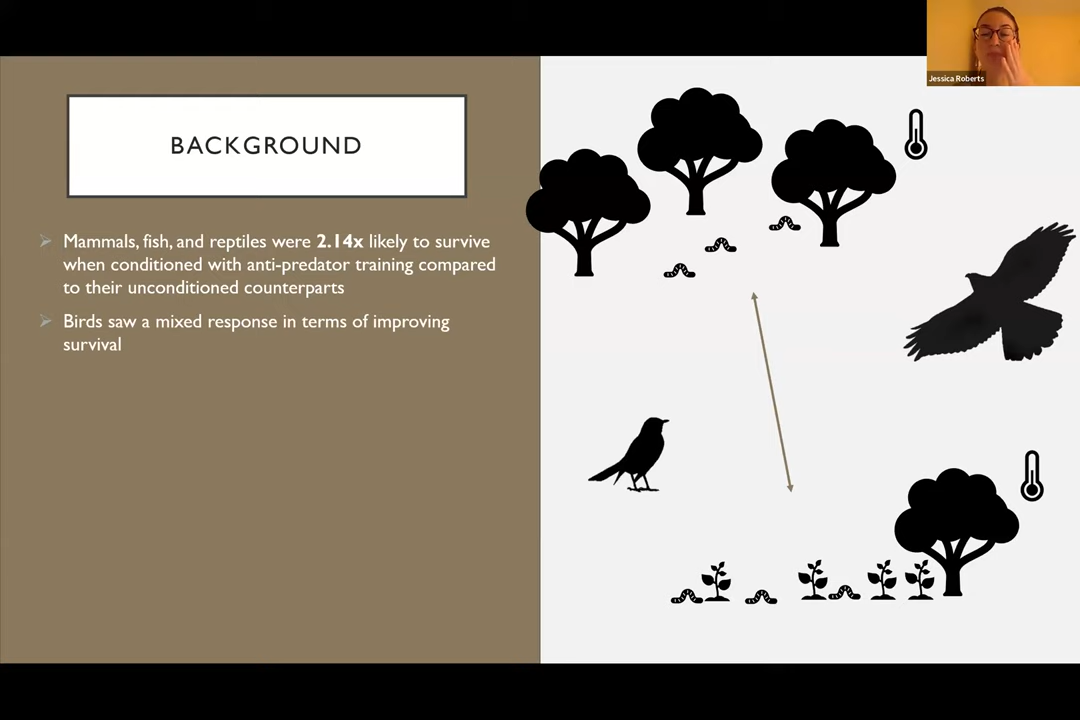 Jessica Roberts
BACKGROUND
Mammals, fish, and reptiles were 2.14x likely to survive
when conditioned with anti-predator training compared
to their unconditioned counterparts
Birds saw a mixed response in terms of improving
survival